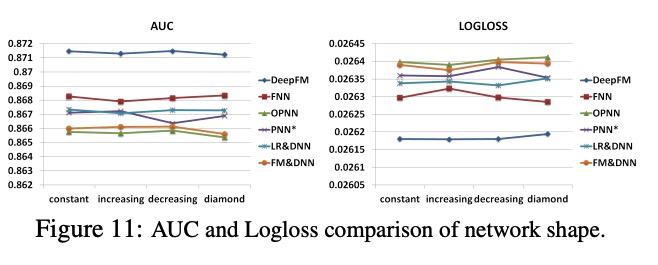 AUC
0.872
0.871
0.87
0.869
0.868
0.867
0.866
0.865
0.864
0.863
0.862
constant increasing decreasing diamond
DeepFM
FNN
OPNN
PNN*
LR&DNN
FM&DNN
LOGLOSS
0.02645
0.0264
0.02635
0.0263
0.02625
0.0262
0.02615
0.0261
0.02605
constant increasing decreasing diamond
DeepFM
FNN
OPNN
PNN*
LR&DNN
FM&DNN
Figure 11: AUC and Logloss comparison of network shape.